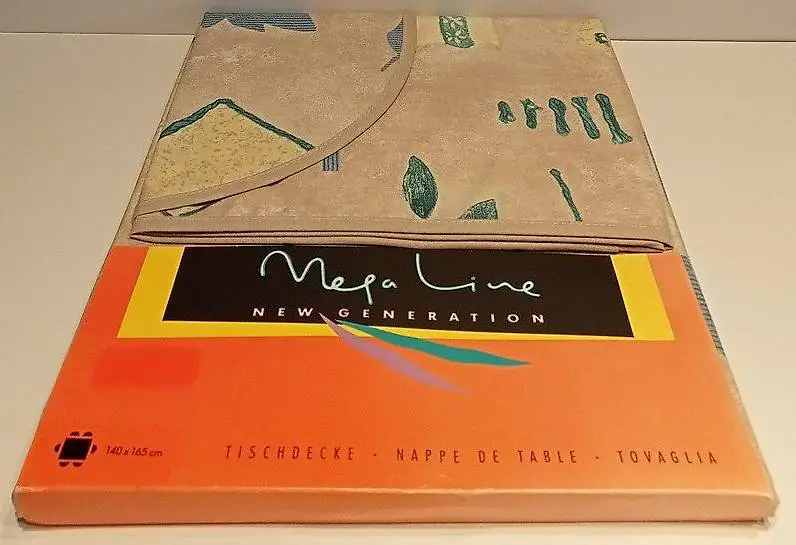 Mega Line
NEW GENERATION
140 x 165 cm
TISCHDECKE · NAPPE DE TABLE · TOVAGLIA